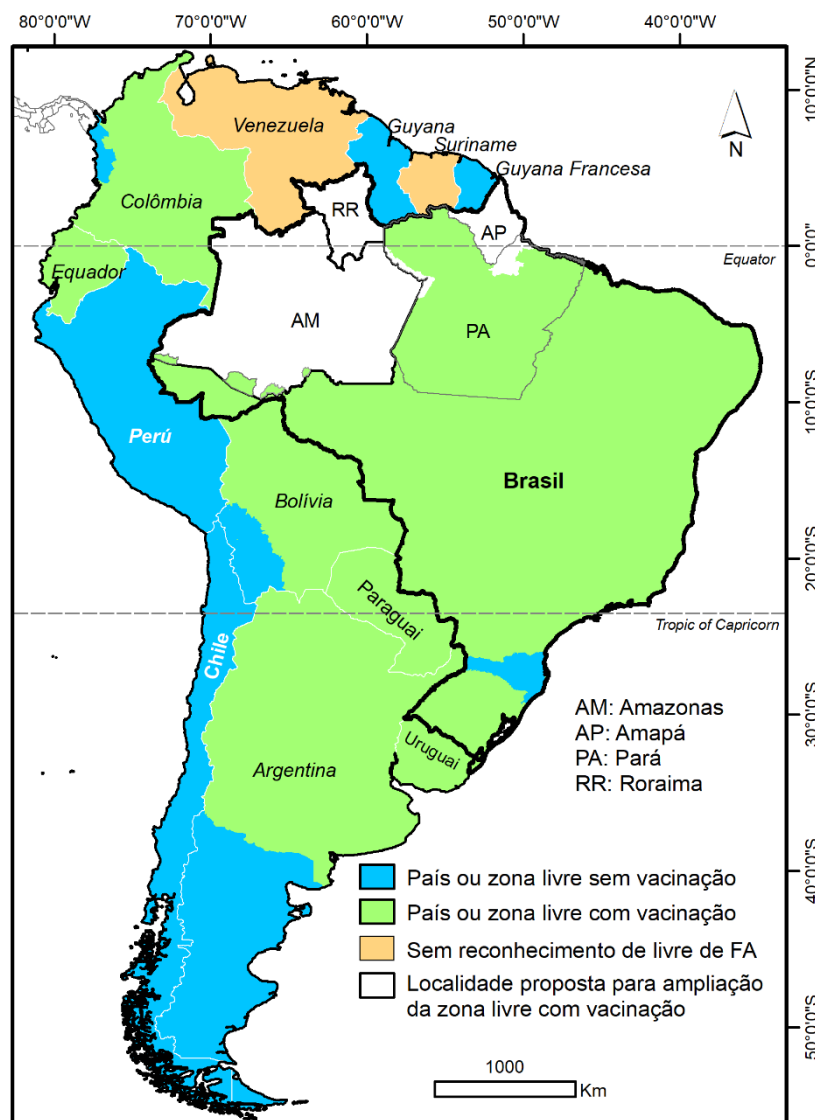 80°0'0"W 70°0'0"W 60°0'0"W 50°0'0"W 40°0'0"W
10°0'0"N
0°0'0"
10°0'0"S
20°0'0"S
30°0'0"S
40°0'0"S
50°0'0"S
N
Venezuela
Guyana
Suriname
Guyana Francesa
Colômbia
RR
AP
Equator
Equador
AM
PA
Perú
Brasil
Bolívia
Paraguai
Tropic of Capricorn
Chile
Uruguai
Argentina
AM: Amazonas
AP: Amapá
PA: Pará
RR: Roraima
País ou zona livre sem vacinação
País ou zona livre com vacinação
Sem reconhecimento de livre de FA
Localidade proposta para ampliação
da zona livre com vacinação
1000
Km